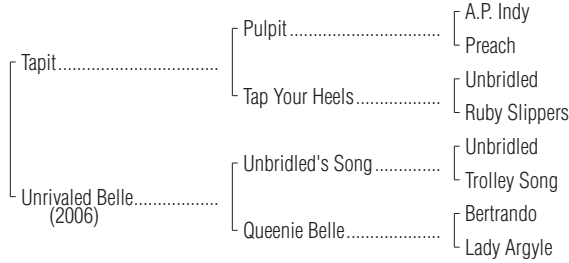 A.P. Indy
Pulpit
Preach
Tapit
Unbridled
Tap Your Heels
Ruby Slippers
Unbridled
Unbridled's Song
Trolley Song
Unrivaled Belle
(2006)
Bertrando
Queenie Belle
Lady Argyle